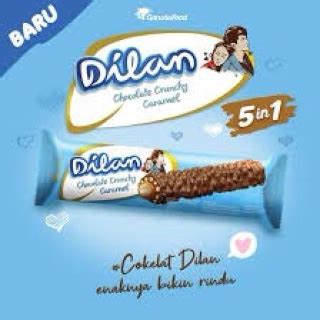 BARU
Garudafood
Dilan
Chocolate Crunchy
Caramel
5 in 1
Dilan
Chocolate Crunchy
Caramel
#Cokelat Dilan
enaknya bikin rindu